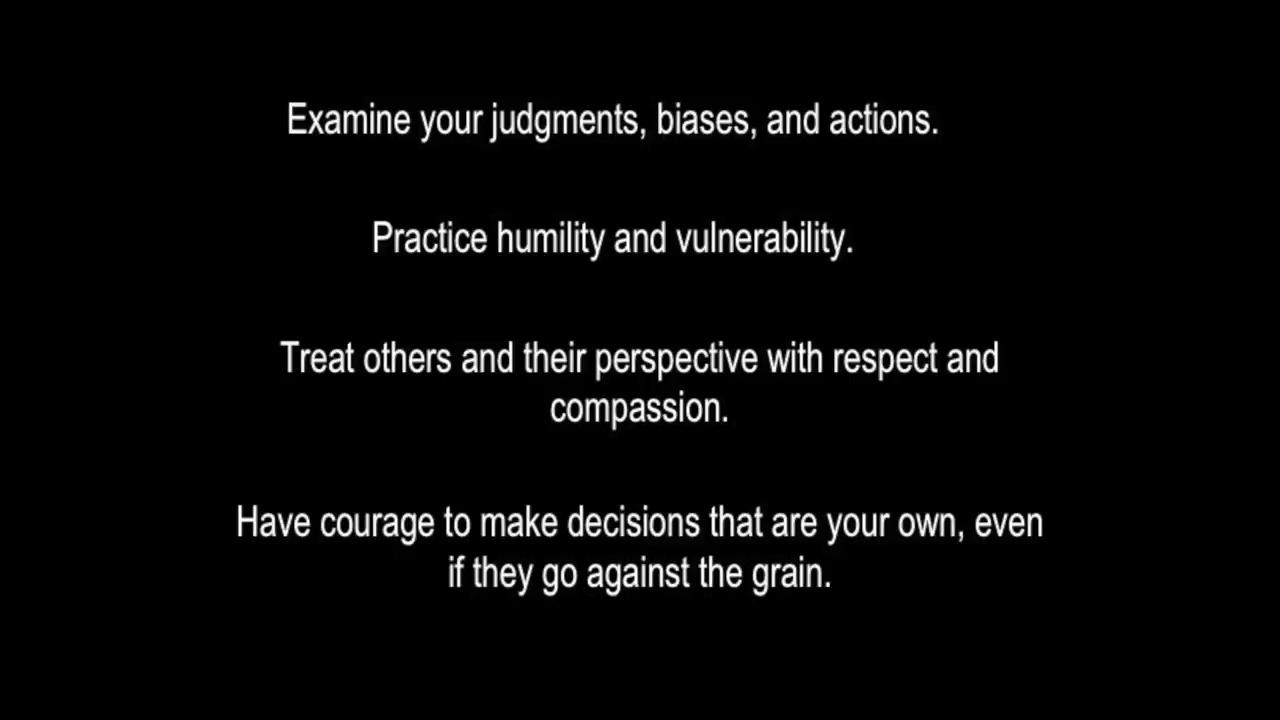 Examine your judgments, biases, and actions.
Practice humility and vulnerability.
Treat others and their perspective with respect and
compassion.
Have courage to make decisions that are your own, even
if they go against the grain.